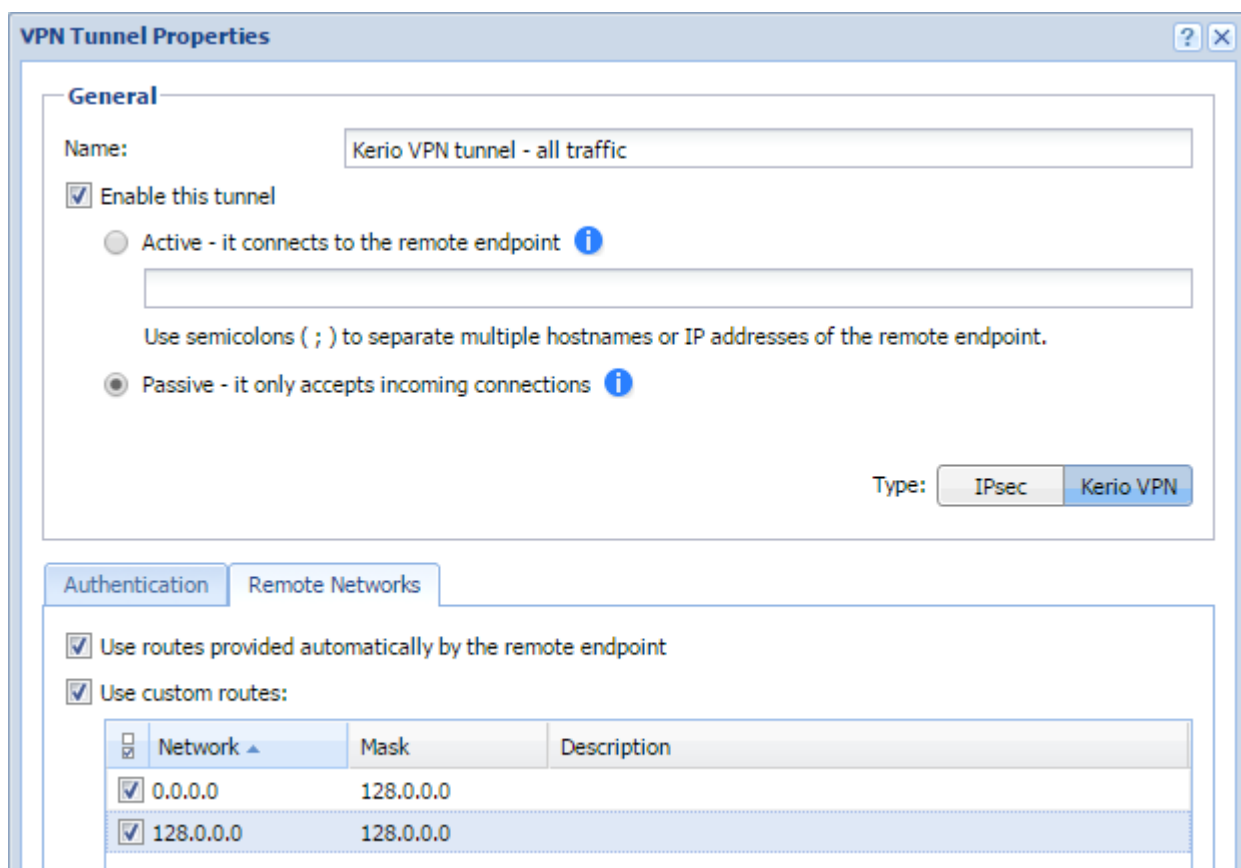 VPN Tunnel Properties
General
Name: Kerio VPN tunnel - all traffic
Enable this tunnel
Active - it connects to the remote endpoint
Use semicolons ( ; ) to separate multiple hostnames or IP addresses of the remote endpoint.
Passive - it only accepts incoming connections
Type: IPsec Kerio VPN
Authentication Remote Networks
Use routes provided automatically by the remote endpoint
Use custom routes:
Network Mask Description
0.0.0.0 128.0.0.0
128.0.0.0 128.0.0.0